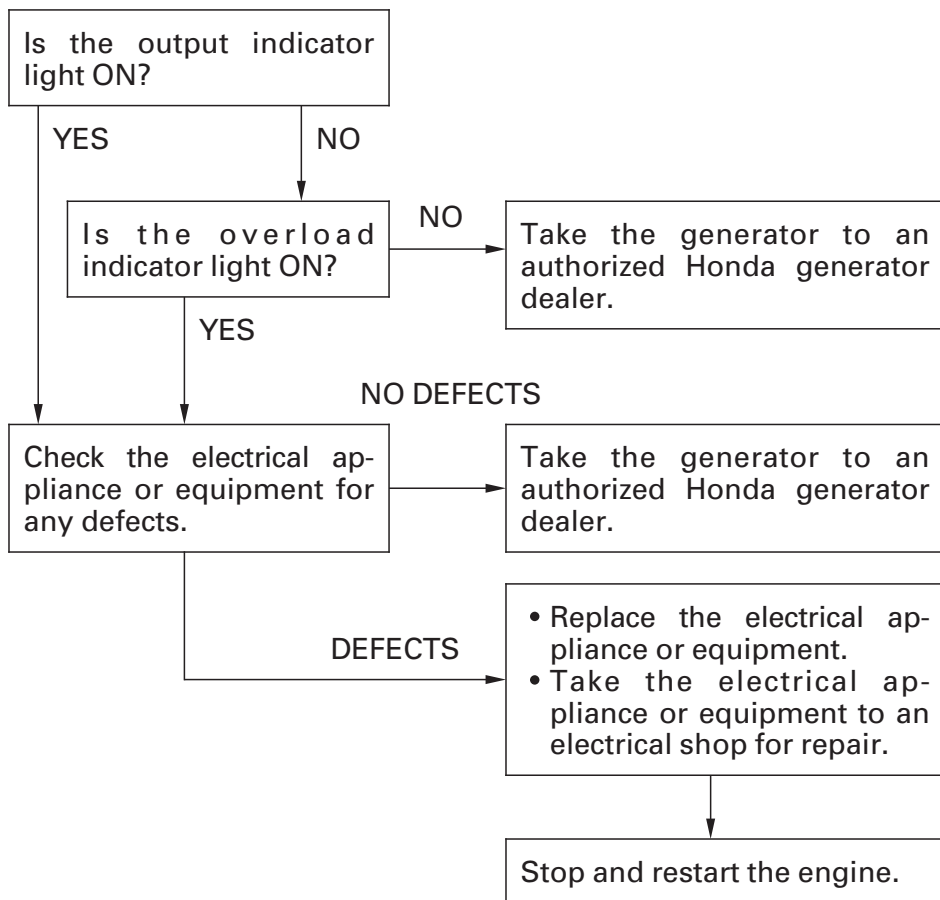 Is the output indicator
light ON?
YES
NO
Is the overload
indicator light ON?
NO
Take the generator to an
authorized Honda generator
dealer.
YES
NO DEFECTS
Check the electrical ap-
pliance or equipment for
any defects.
Take the generator to an
authorized Honda generator
dealer.
DEFECTS
• Replace the electrical ap-
pliance or equipment.
• Take the electrical ap-
pliance or equipment to an
electrical shop for repair.
Stop and restart the engine.